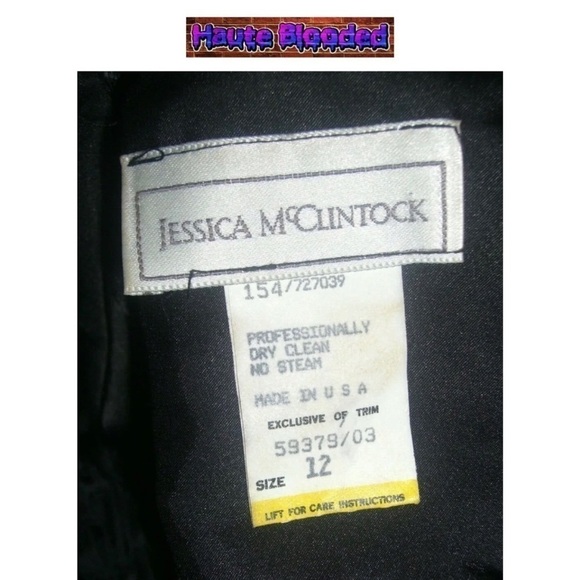 Haute Blooded
JESSICA MCCLINTOCK
154/727039
PROFESSIONALLY
DRY CLEAN
NO STEAM
MADE IN U S A
EXCLUSIVE OF TRIM
59379/03
SIZE 12
LIFT FOR CARE INSTRUCTIONS